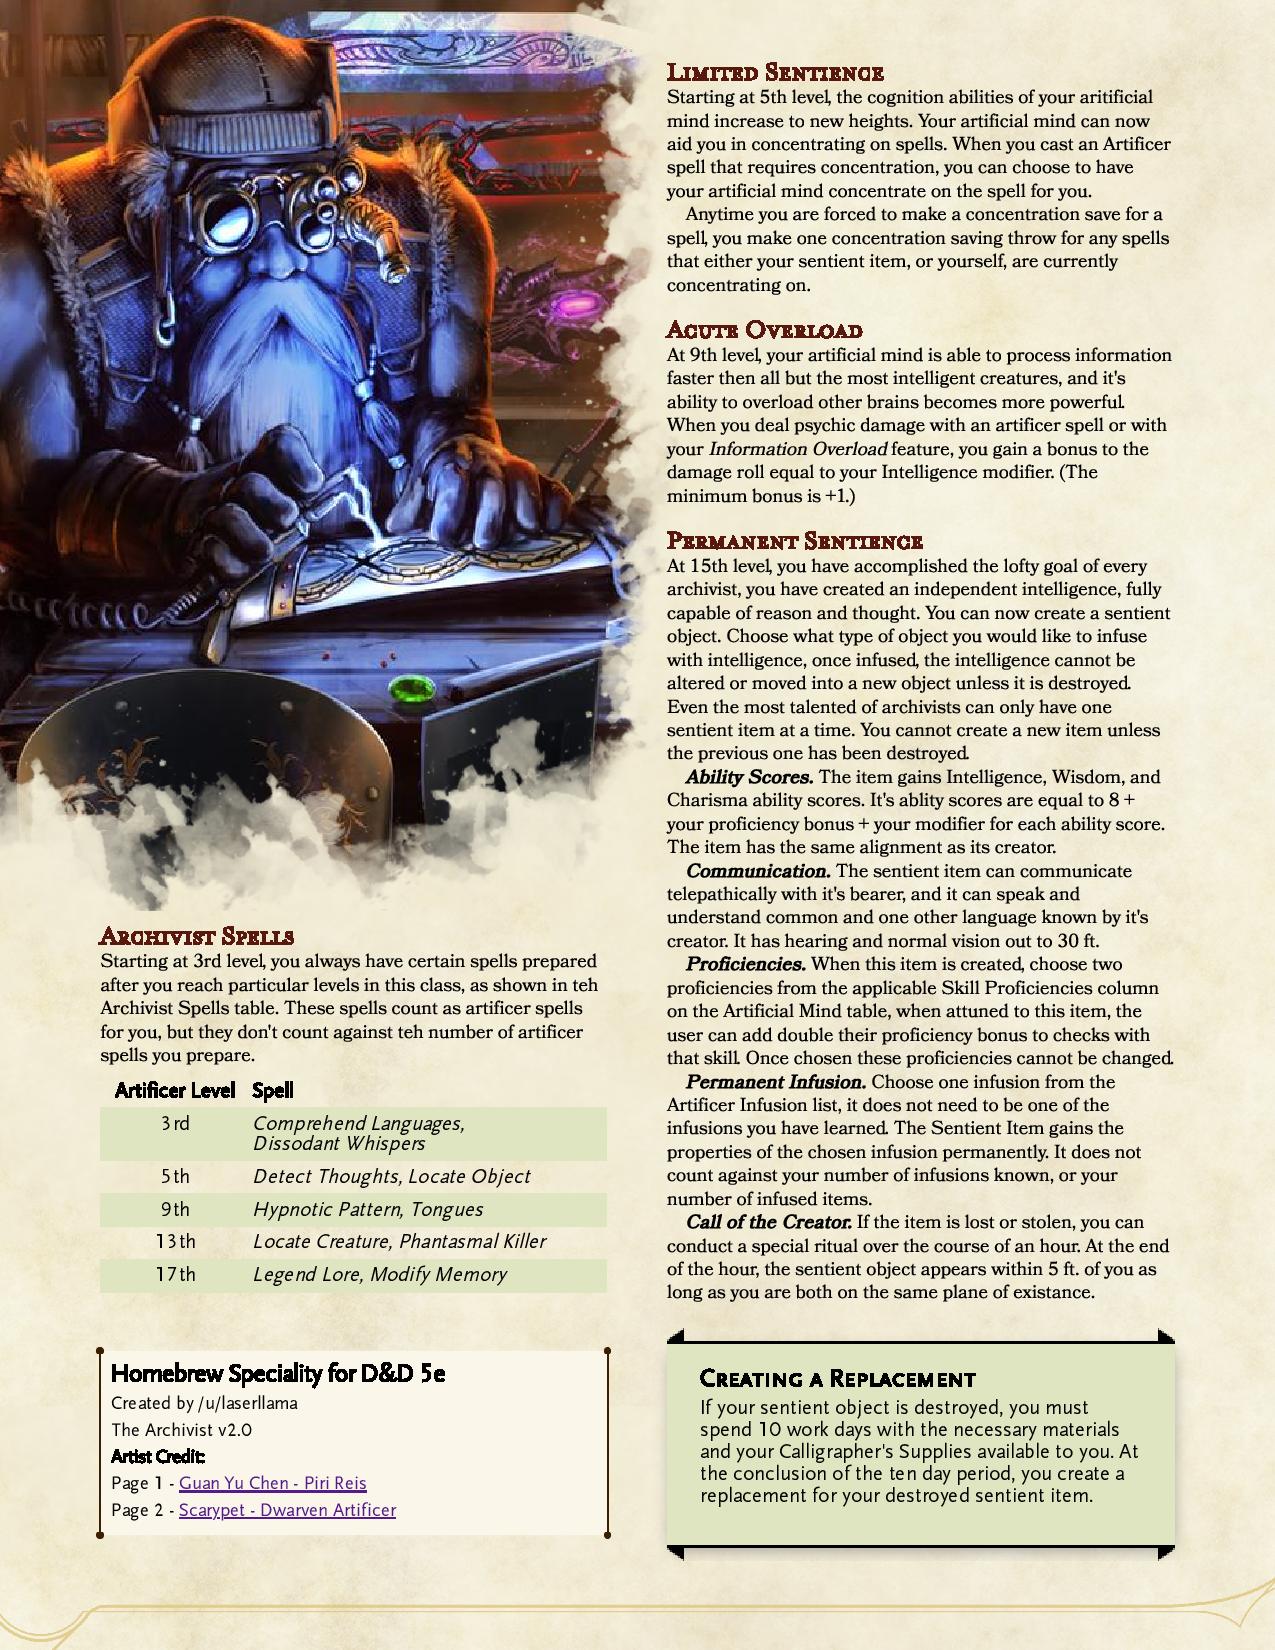 Archivist Spells
Starting at 3rd level, you always have certain spells prepared
after you reach particular levels in this class, as shown in teh
Archivist Spells table. These spells count as artificer spells
for you, but they don't count against teh number of artificer
spells you prepare.
Artificer Level Spell
3rd Comprehend Languages,
Dissodant Whispers
5th Detect Thoughts, Locate Object
9th Hypnotic Pattern, Tongues
13th Locate Creature, Phantasmal Killer
17th Legend Lore, Modify Memory
Homebrew Speciality for D&D 5e
Created by /u/laserllama
The Archivist v2.0
Artist Credit:
Page 1 - Guan Yu Chen - Piri Reis
Page 2 - Scarypet - Dwarven Artificer
Limited Sentience
Starting at 5th level, the cognition abilities of your aritificial
mind increase to new heights. Your artificial mind can now
aid you in concentrating on spells. When you cast an Artificer
spell that requires concentration, you can choose to have
your artificial mind concentrate on the spell for you.
Anytime you are forced to make a concentration save for a
spell, you make one concentration saving throw for any spells
that either your sentient item, or yourself, are currently
concentrating on.
Acute Overload
At 9th level, your artificial mind is able to process information
faster then all but the most intelligent creatures, and it's
ability to overload other brains becomes more powerful.
When you deal psychic damage with an artificer spell or with
your Information Overload feature, you gain a bonus to the
damage roll equal to your Intelligence modifier. (The
minimum bonus is +1.)
Permanent Sentience
At 15th level, you have accomplished the lofty goal of every
archivist, you have created an independent intelligence, fully
capable of reason and thought. You can now create a sentient
object. Choose what type of object you would like to infuse
with intelligence, once infused, the intelligence cannot be
altered or moved into a new object unless it is destroyed.
Even the most talented of archivists can only have one
sentient item at a time. You cannot create a new item unless
the previous one has been destroyed.
Ability Scores. The item gains Intelligence, Wisdom, and
Charisma ability scores. It's ablity scores are equal to 8 +
your proficiency bonus + your modifier for each ability score.
The item has the same alignment as its creator.
Communication. The sentient item can communicate
telepathically with it's bearer, and it can speak and
understand common and one other language known by it's
creator. It has hearing and normal vision out to 30 ft.
Proficiencies. When this item is created, choose two
proficiencies from the applicable Skill Proficiencies column
on the Artificial Mind table, when attuned to this item, the
user can add double their proficiency bonus to checks with
that skill. Once chosen these proficiencies cannot be changed.
Permanent Infusion. Choose one infusion from the
Artificer Infusion list, it does not need to be one of the
infusions you have learned. The Sentient Item gains the
properties of the chosen infusion permanently. It does not
count against your number of infusions known, or your
number of infused items.
Call of the Creator. If the item is lost or stolen, you can
conduct a special ritual over the course of an hour. At the end
of the hour, the sentient object appears within 5 ft. of you as
long as you are both on the same plane of existance.
Creating a Replacement
If your sentient object is destroyed, you must
spend 10 work days with the necessary materials
and your Calligrapher's Supplies available to you. At
the conclusion of the ten day period, you create a
replacement for your destroyed sentient item.